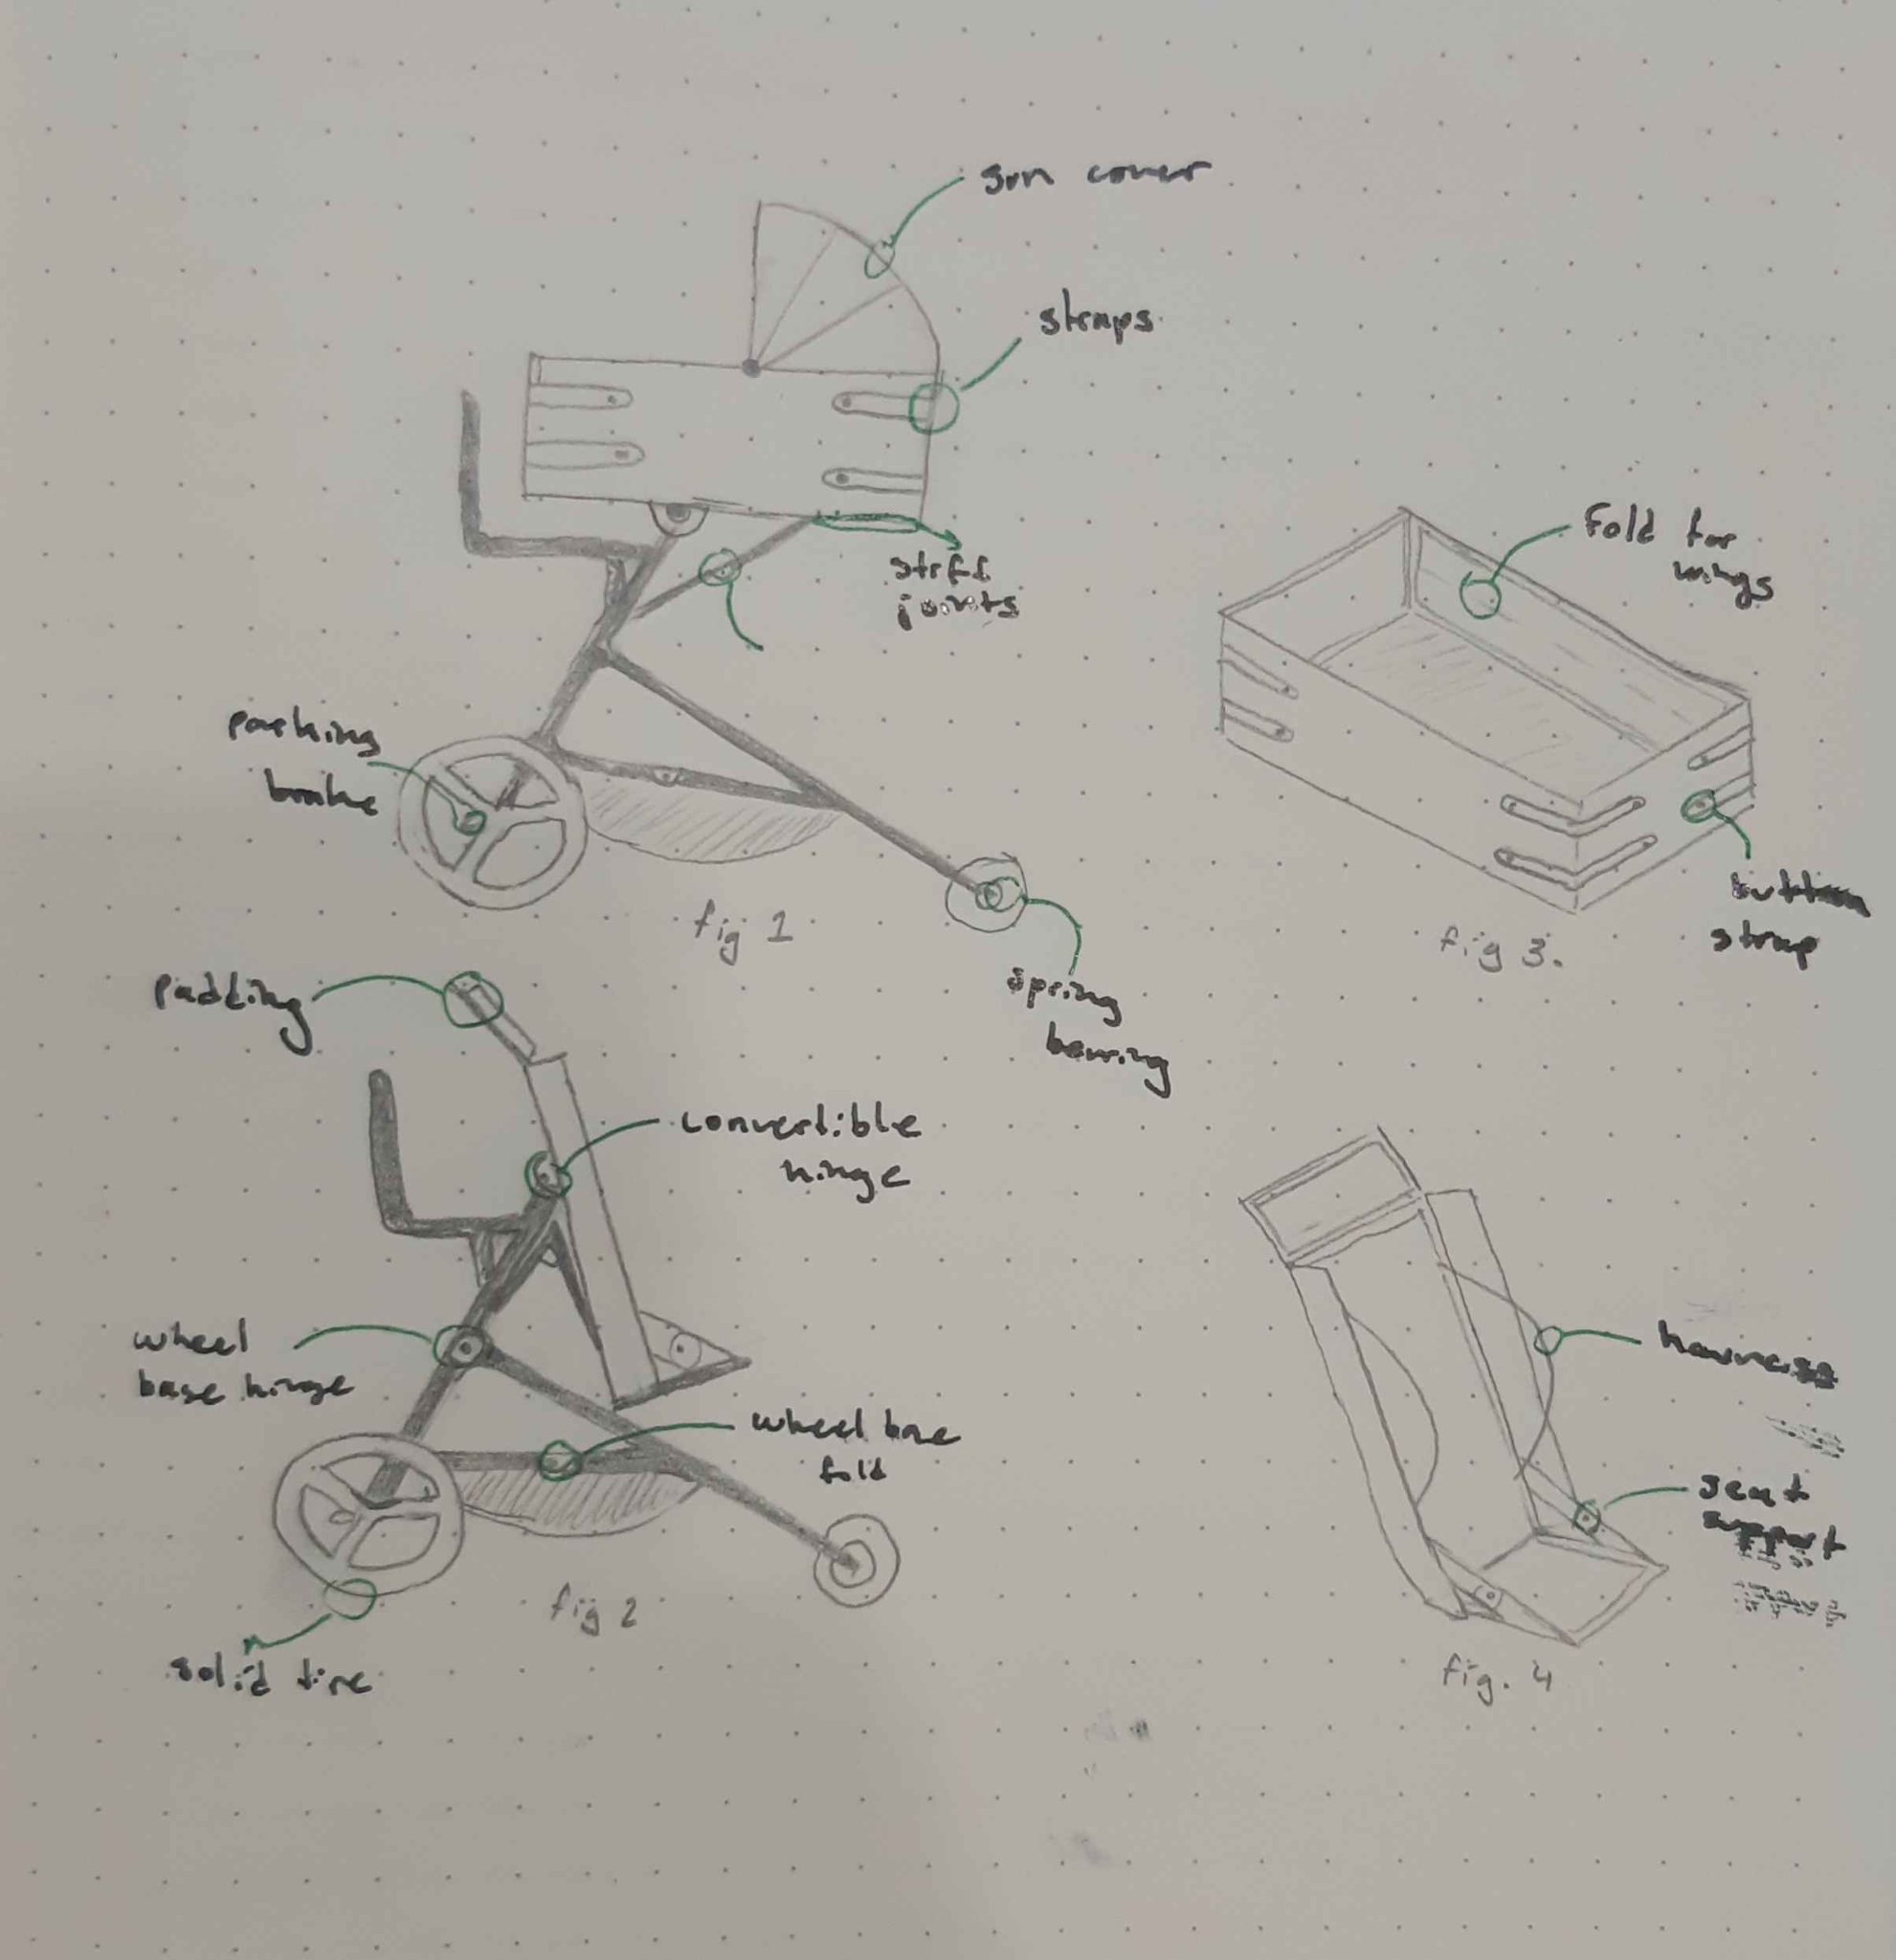 sun cover
straps
stiff
joints
parking
brake
fig 1
spring
bearing
Fold for
wings
button
strap
fig 3.
padding
convertible
hinge
wheel
base hinge
wheel base
fold
solid tire
fig 2
harness
seat
support
fig. 4